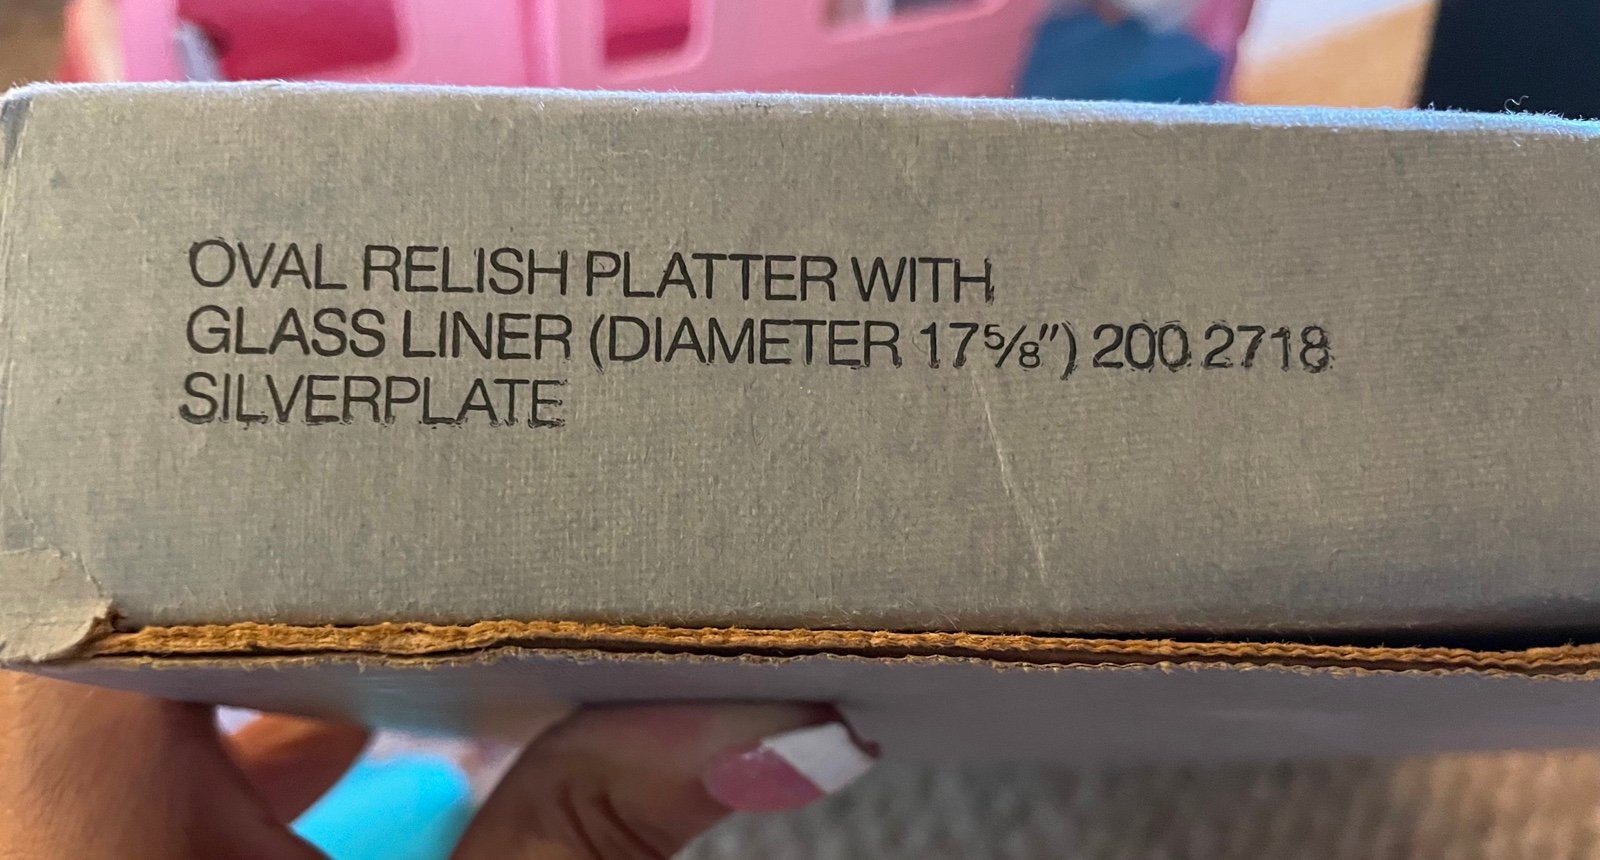 OVAL RELISH PLATTER WITH
GLASS LINER (DIAMETER 17⅝") 200.2718
SILVERPLATE